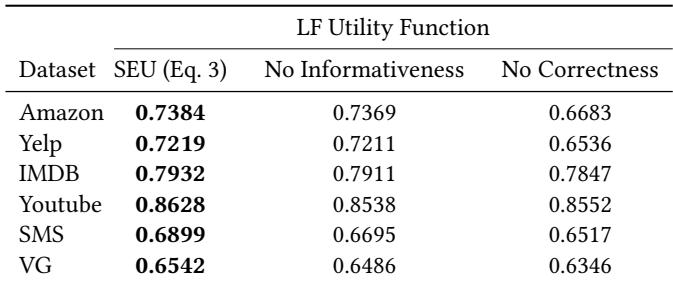 LF Utility Function
Dataset SEU (Eq. 3) No Informativeness No Correctness
Amazon 0.7384 0.7369 0.6683
Yelp 0.7219 0.7211 0.6536
IMDB 0.7932 0.7911 0.7847
Youtube 0.8628 0.8538 0.8552
SMS 0.6899 0.6695 0.6517
VG 0.6542 0.6486 0.6346